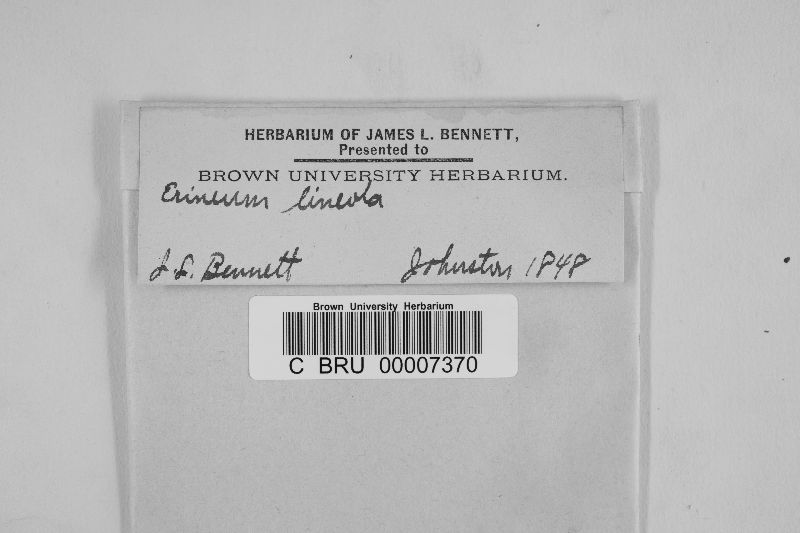 HERBARIUM OF JAMES L. BENNETT,
Presented to
BROWN UNIVERSITY HERBARIUM.
Erineum lineola
J. L. Bennett Johnston 1848
Brown University Herbarium
C BRU 00007370